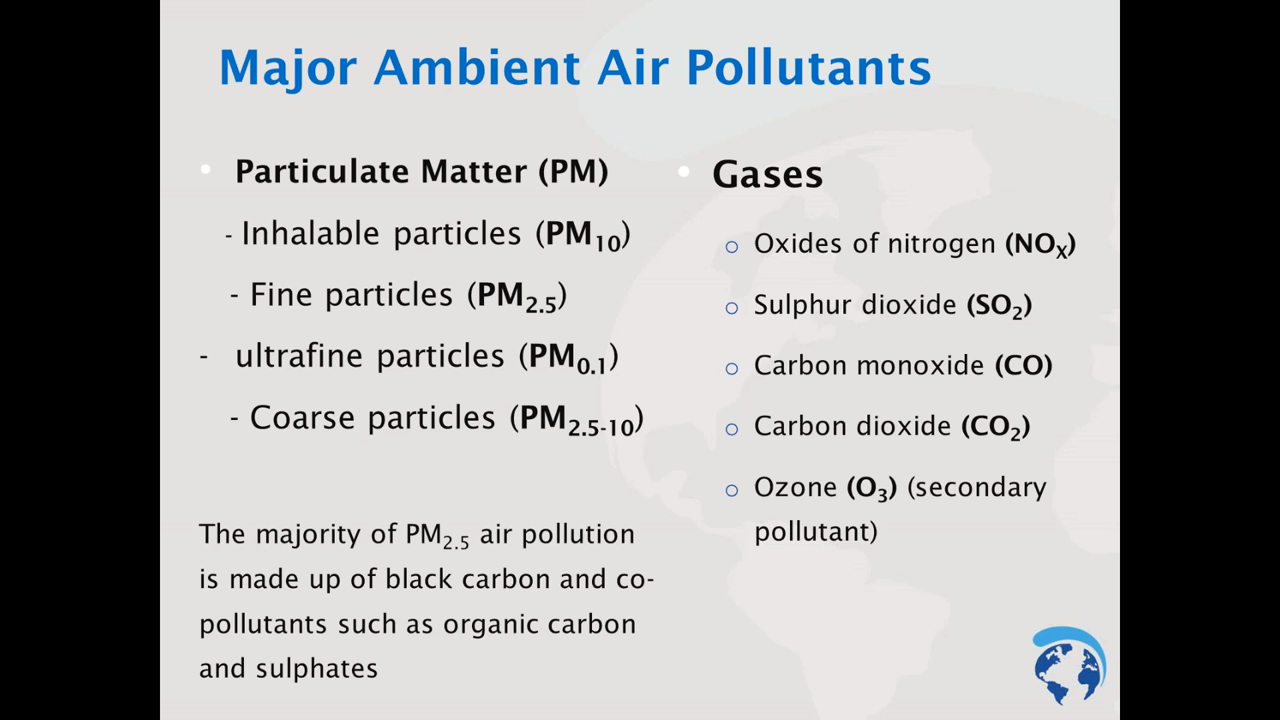 Major Ambient Air Pollutants
• Particulate Matter (PM)
- Inhalable particles (PM₁₀)
- Fine particles (PM₂.₅)
- ultrafine particles (PM₀.₁)
- Coarse particles (PM₂.₅₋₁₀)
The majority of PM₂.₅ air pollution
is made up of black carbon and co-
pollutants such as organic carbon
and sulphates
• Gases
o Oxides of nitrogen (NOₓ)
o Sulphur dioxide (SO₂)
o Carbon monoxide (CO)
o Carbon dioxide (CO₂)
o Ozone (O₃) (secondary
pollutant)